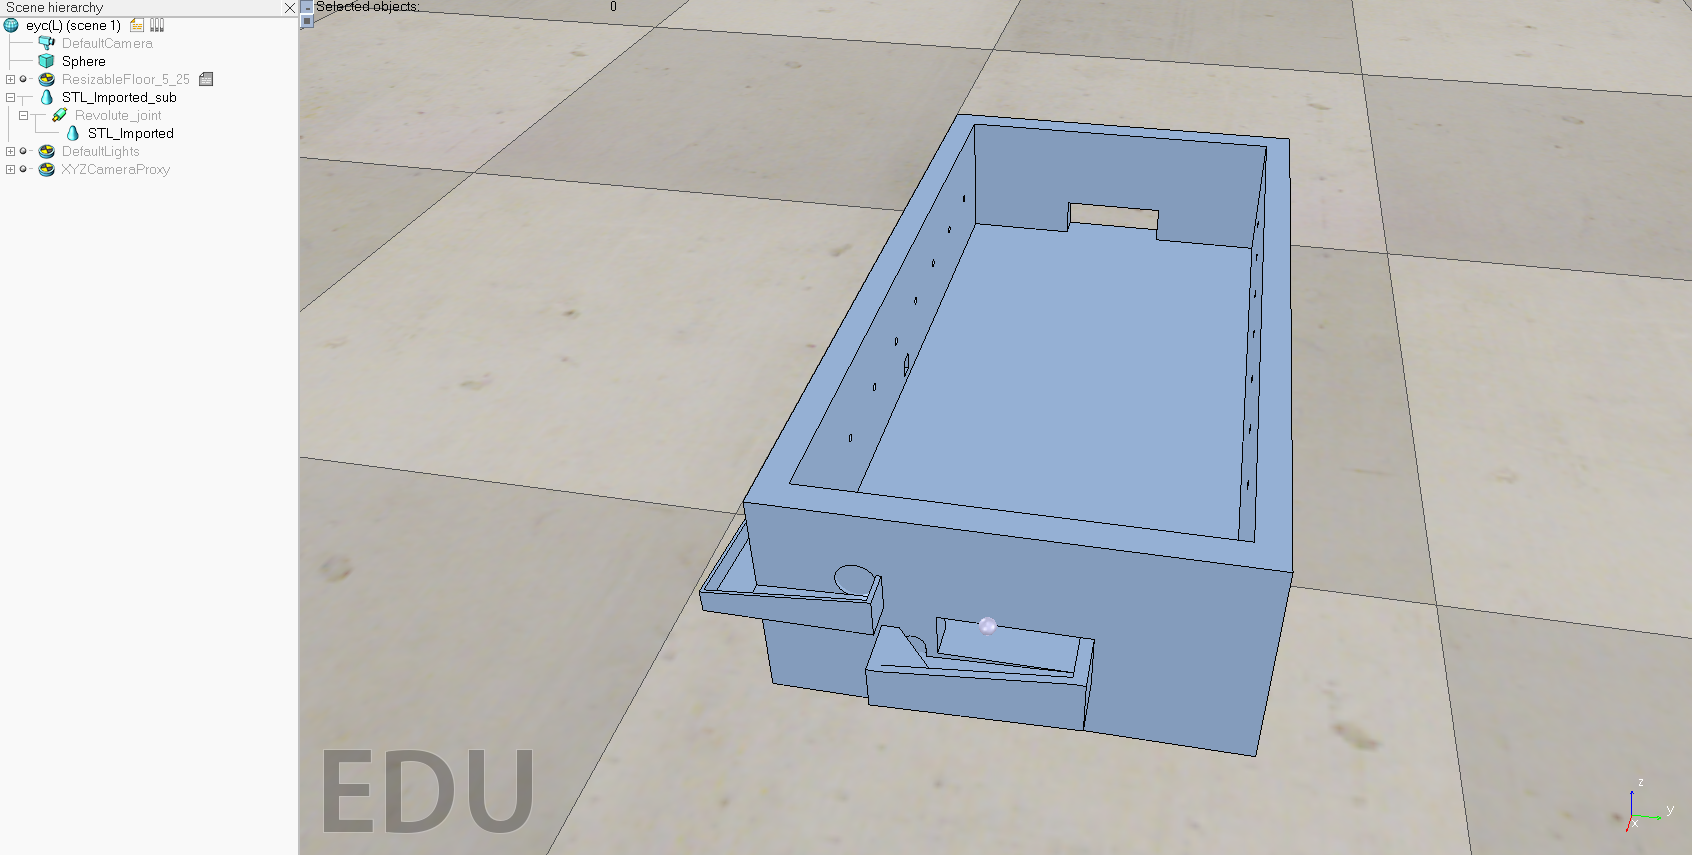 Scene hierarchy
Selected objects: 0
eyc(L) (scene 1)
DefaultCamera
Sphere
ResizableFloor_5_25
STL_Imported_sub
Revolute_joint
STL_Imported
DefaultLights
XYZCameraProxy
EDU
z
y
x